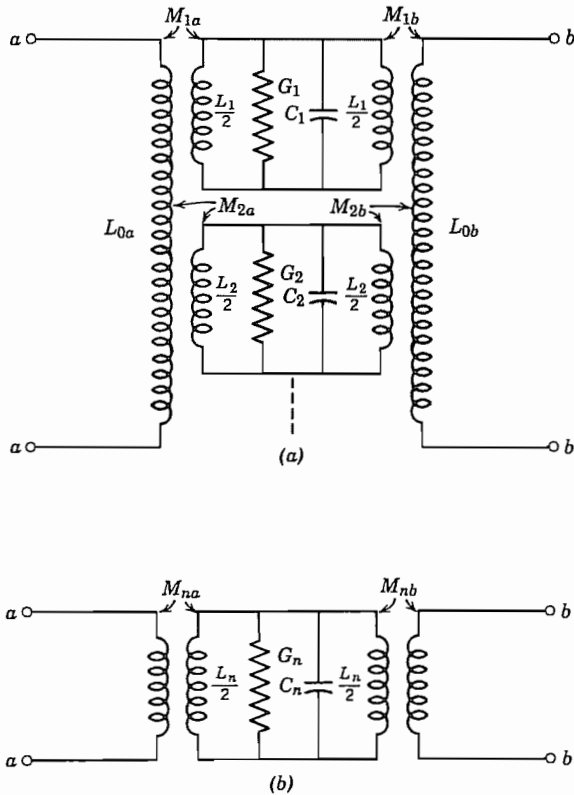 M1a M1b
a b
G1
L1/2 C1 L1/2
M2a M2b
L0a L0b
G2
L2/2 C2 L2/2
a b
(a)
Mna Mnb
a b
Gn
Ln/2 Cn Ln/2
a b
(b)